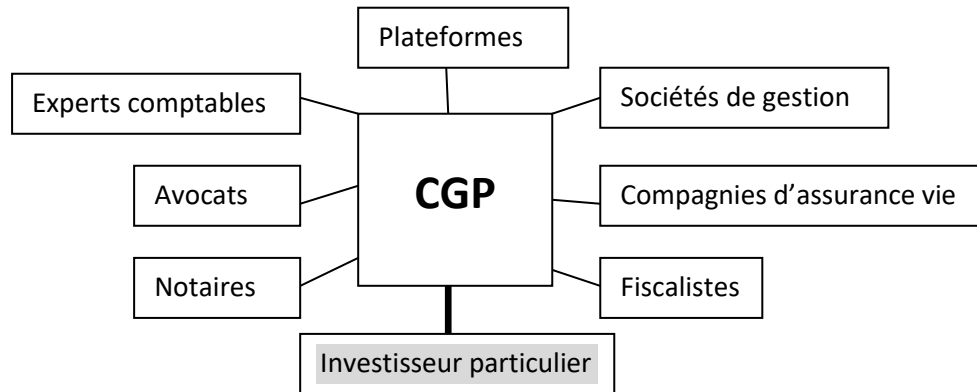 Plateformes
Experts comptables
Sociétés de gestion
CGP
Avocats
Compagnies d’assurance vie
Notaires
Fiscalistes
Investisseur particulier